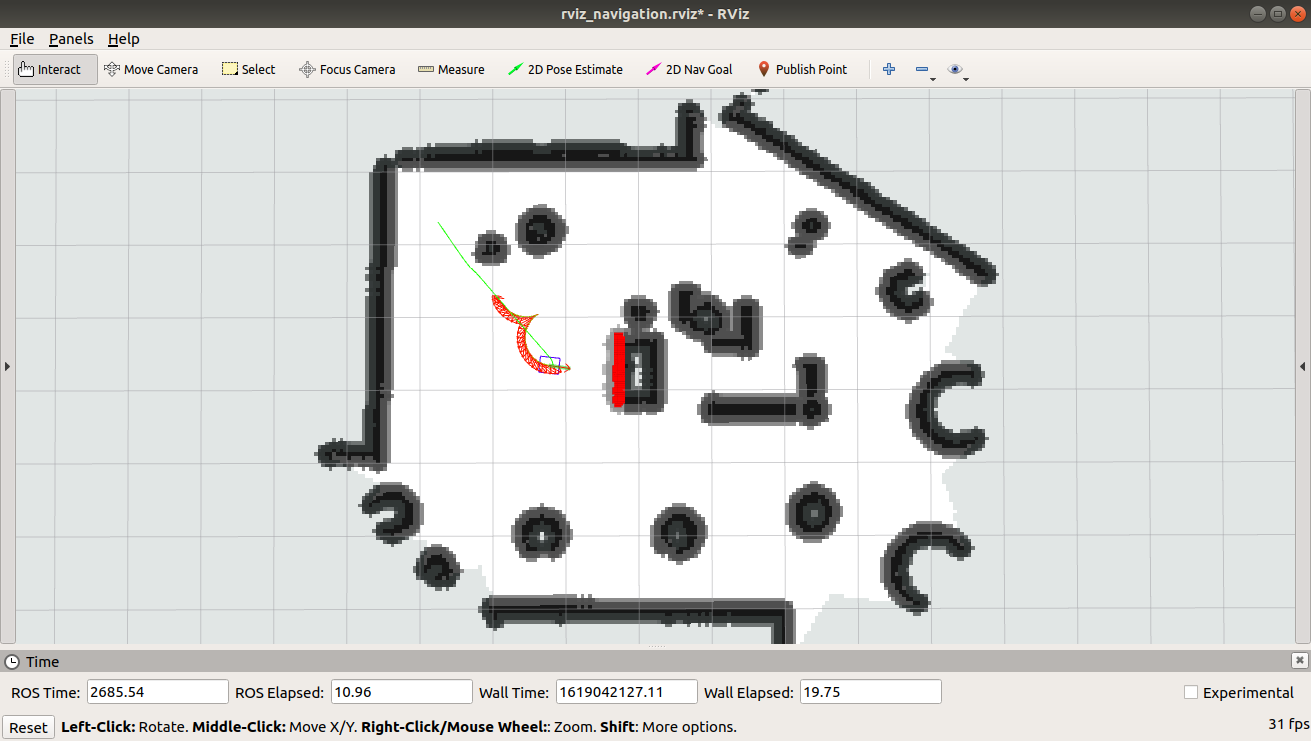 rviz_navigation.rviz* - RViz
File Panels Help
Interact Move Camera Select Focus Camera Measure 2D Pose Estimate 2D Nav Goal Publish Point
Time
ROS Time: 2685.54 ROS Elapsed: 10.96 Wall Time: 1619042127.11 Wall Elapsed: 19.75 Experimental
Reset Left-Click: Rotate. Middle-Click: Move X/Y. Right-Click/Mouse Wheel:: Zoom. Shift: More options. 31 fps